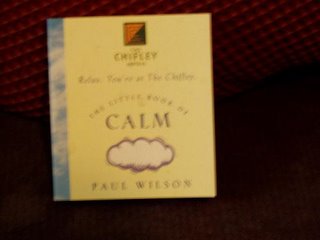 The
CHIFLEY
Relax, You're at The Chifley.
THE LITTLE BOOK OF
CALM
PAUL WILSON